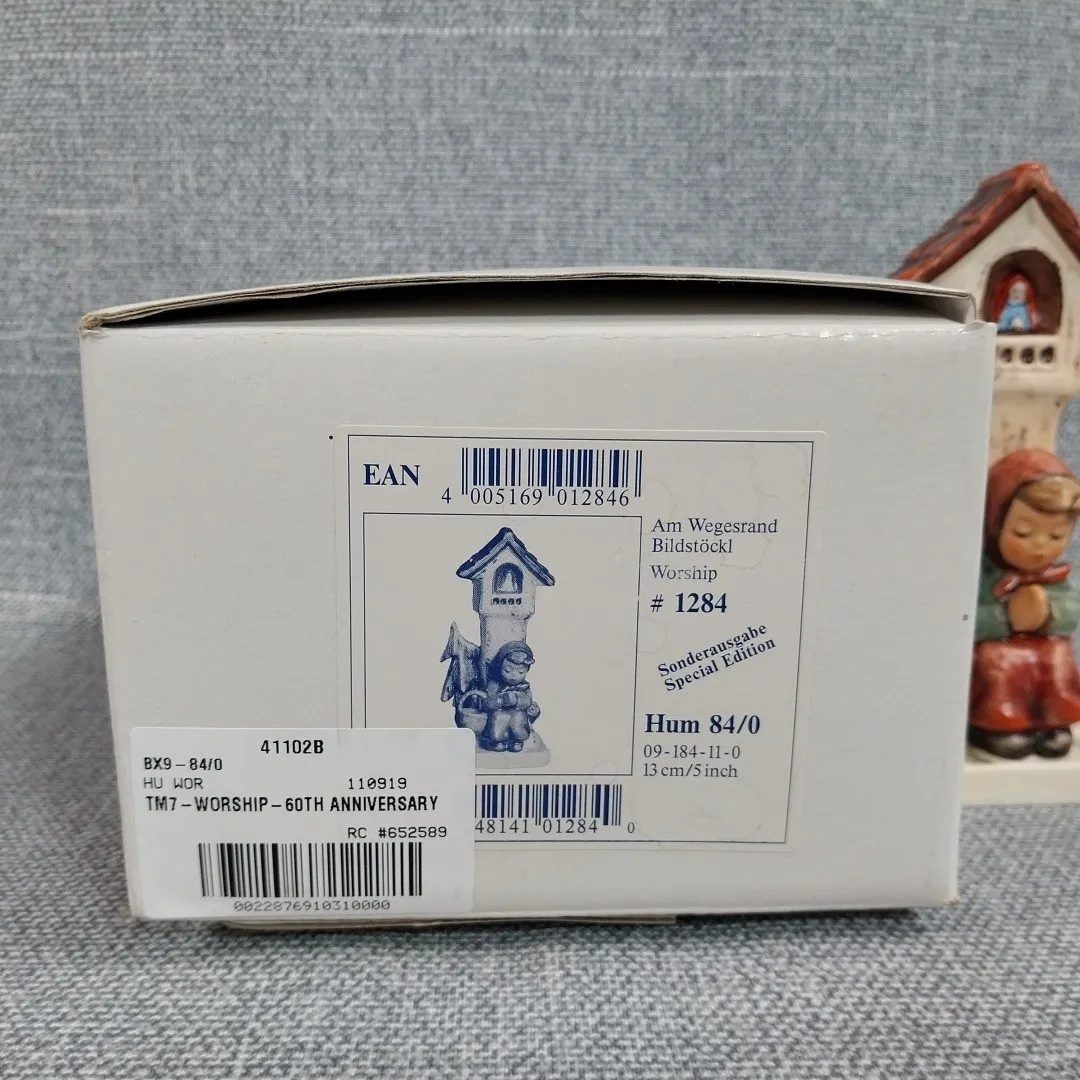 EAN
4 005169 012846
Am Wegesrand
Bildstöckl
Worship
# 1284
Sonderausgabe
Special Edition
Hum 84/0
09-184-11-0
13 cm/5 inch
48141 01284 0
41102B
BX9-84/0
HU WOR 110919
TM7-WORSHIP-60TH ANNIVERSARY
RC #652589
0022876910310000